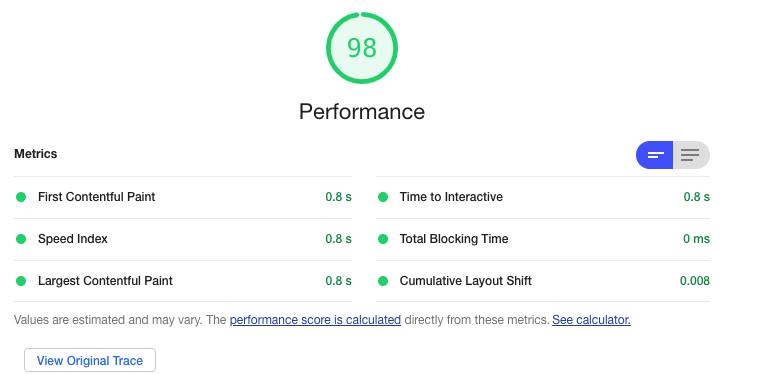 98
Performance
Metrics
First Contentful Paint 0.8 s
Time to Interactive 0.8 s
Speed Index 0.8 s
Total Blocking Time 0 ms
Largest Contentful Paint 0.8 s
Cumulative Layout Shift 0.008
Values are estimated and may vary. The performance score is calculated directly from these metrics. See calculator.
View Original Trace